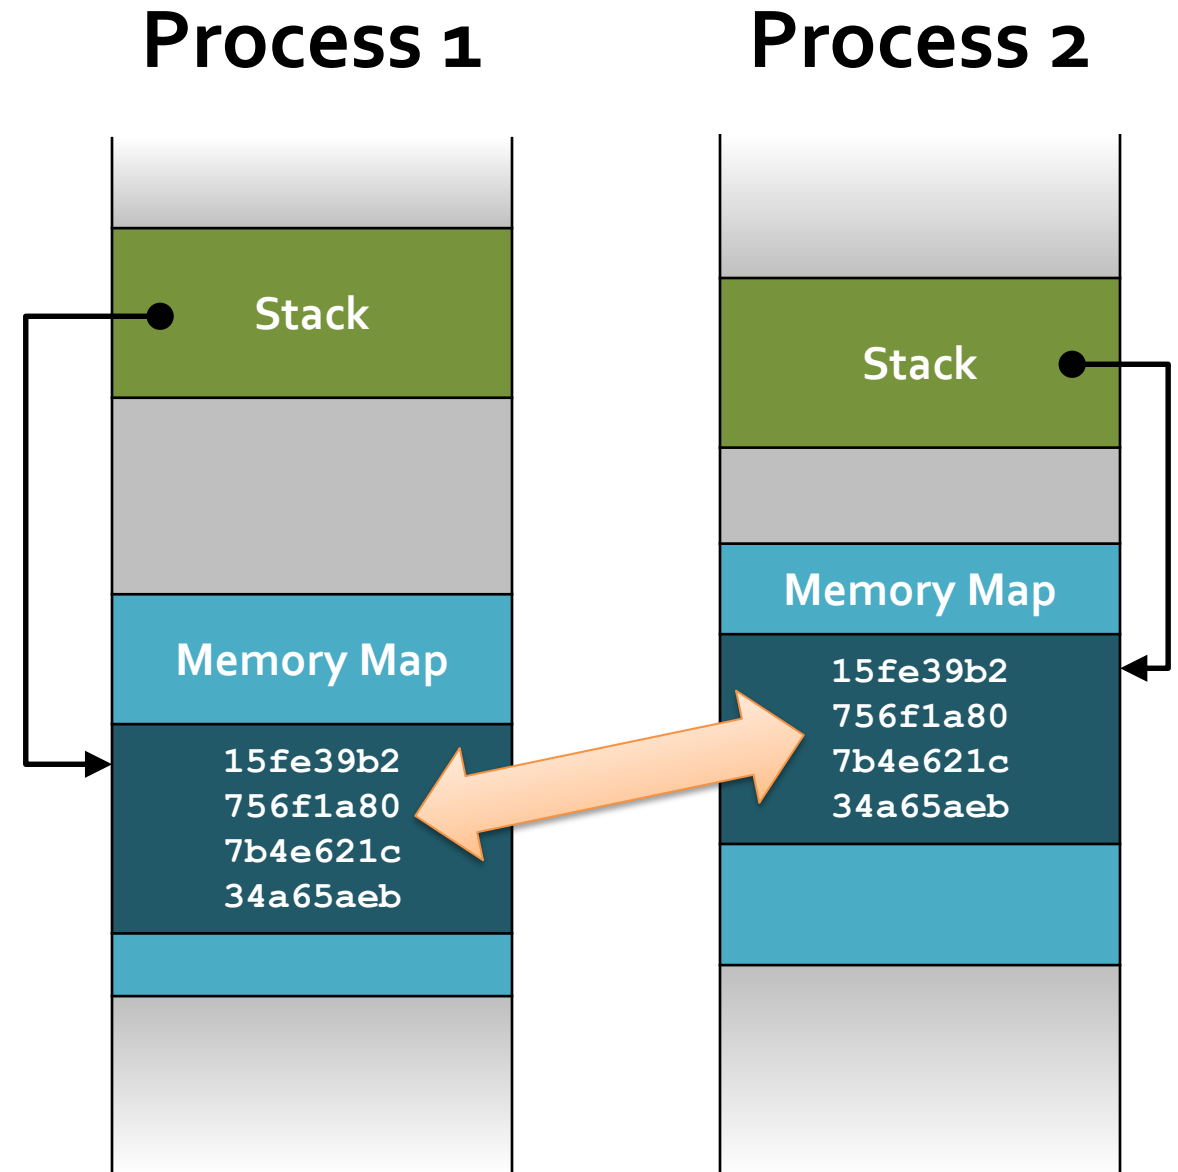 Process 1
Stack
Memory Map
15fe39b2
756f1a80
7b4e621c
34a65aeb
Process 2
Stack
Memory Map
15fe39b2
756f1a80
7b4e621c
34a65aeb